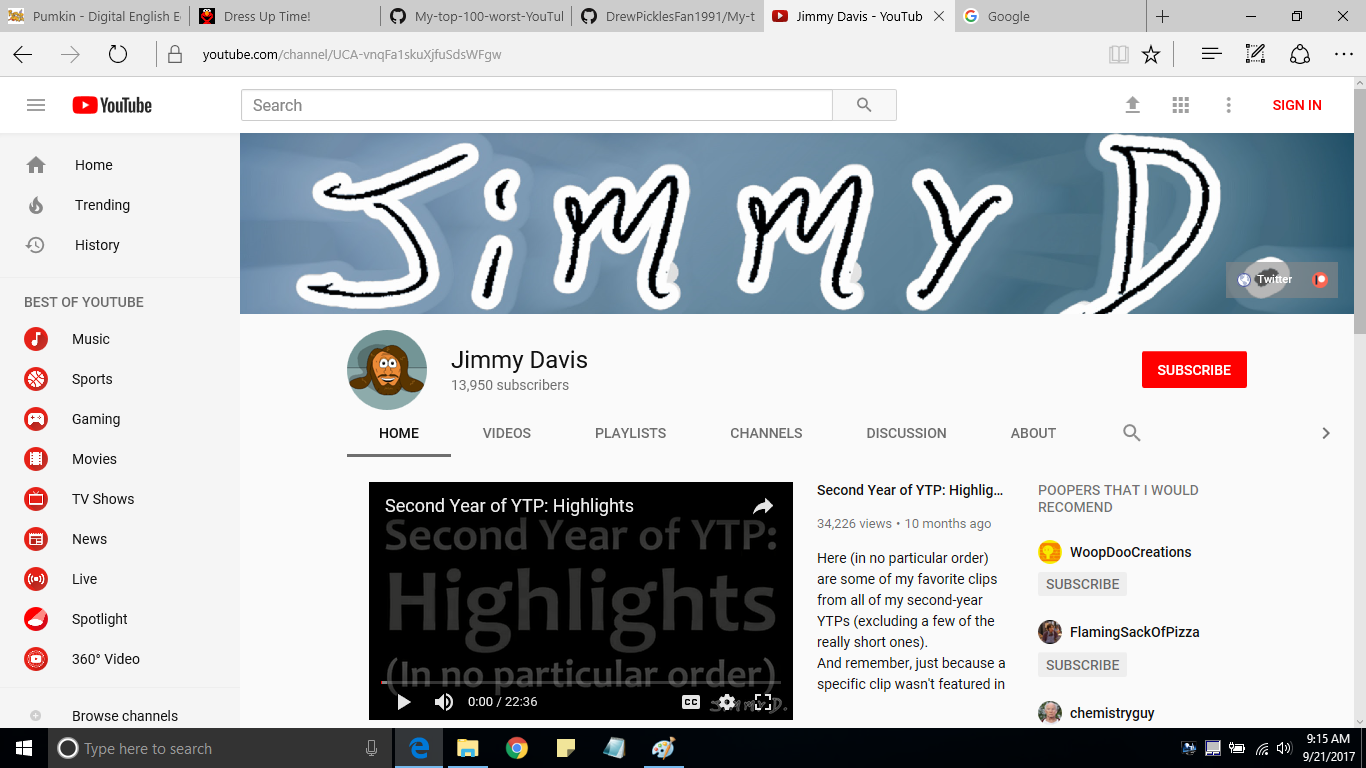 Pumkin - Digital English E
Dress Up Time!
My-top-100-worst-YouTul
DrewPicklesFan1991/My-t
Jimmy Davis - YouTub
Google
youtube.com/channel/UCA-vnqFa1skuXjfuSdsWFgw
YouTube
Search
SIGN IN
Home
Trending
History
BEST OF YOUTUBE
Music
Sports
Gaming
Movies
TV Shows
News
Live
Spotlight
360° Video
Browse channels
Jimmy D.
Twitter
Jimmy Davis
13,950 subscribers
SUBSCRIBE
HOME
VIDEOS
PLAYLISTS
CHANNELS
DISCUSSION
ABOUT
Second Year of YTP: Highlights
Second Year of YTP:
Highlights
(In no particular order)
0:00 / 22:36
CC
JimmyD.
Second Year of YTP: Highlig...
34,226 views • 10 months ago
Here (in no particular order)
are some of my favorite clips
from all of my second-year
YTPs (excluding a few of the
really short ones).
And remember, just because a
specific clip wasn't featured in
POOPERS THAT I WOULD
RECOMEND
WoopDooCreations
SUBSCRIBE
FlamingSackOfPizza
SUBSCRIBE
chemistryguy
Type here to search
9:15 AM
9/21/2017